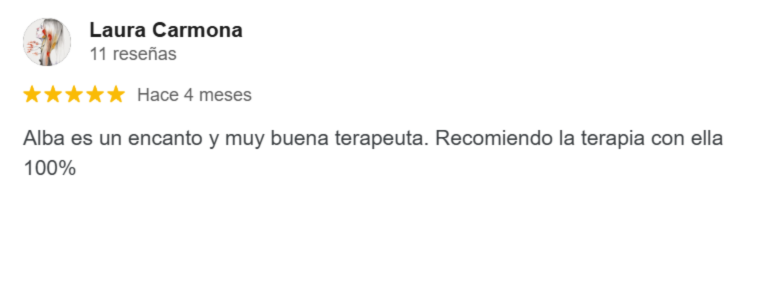 Laura Carmona
11 reseñas
Hace 4 meses
Alba es un encanto y muy buena terapeuta. Recomiendo la terapia con ella
100%